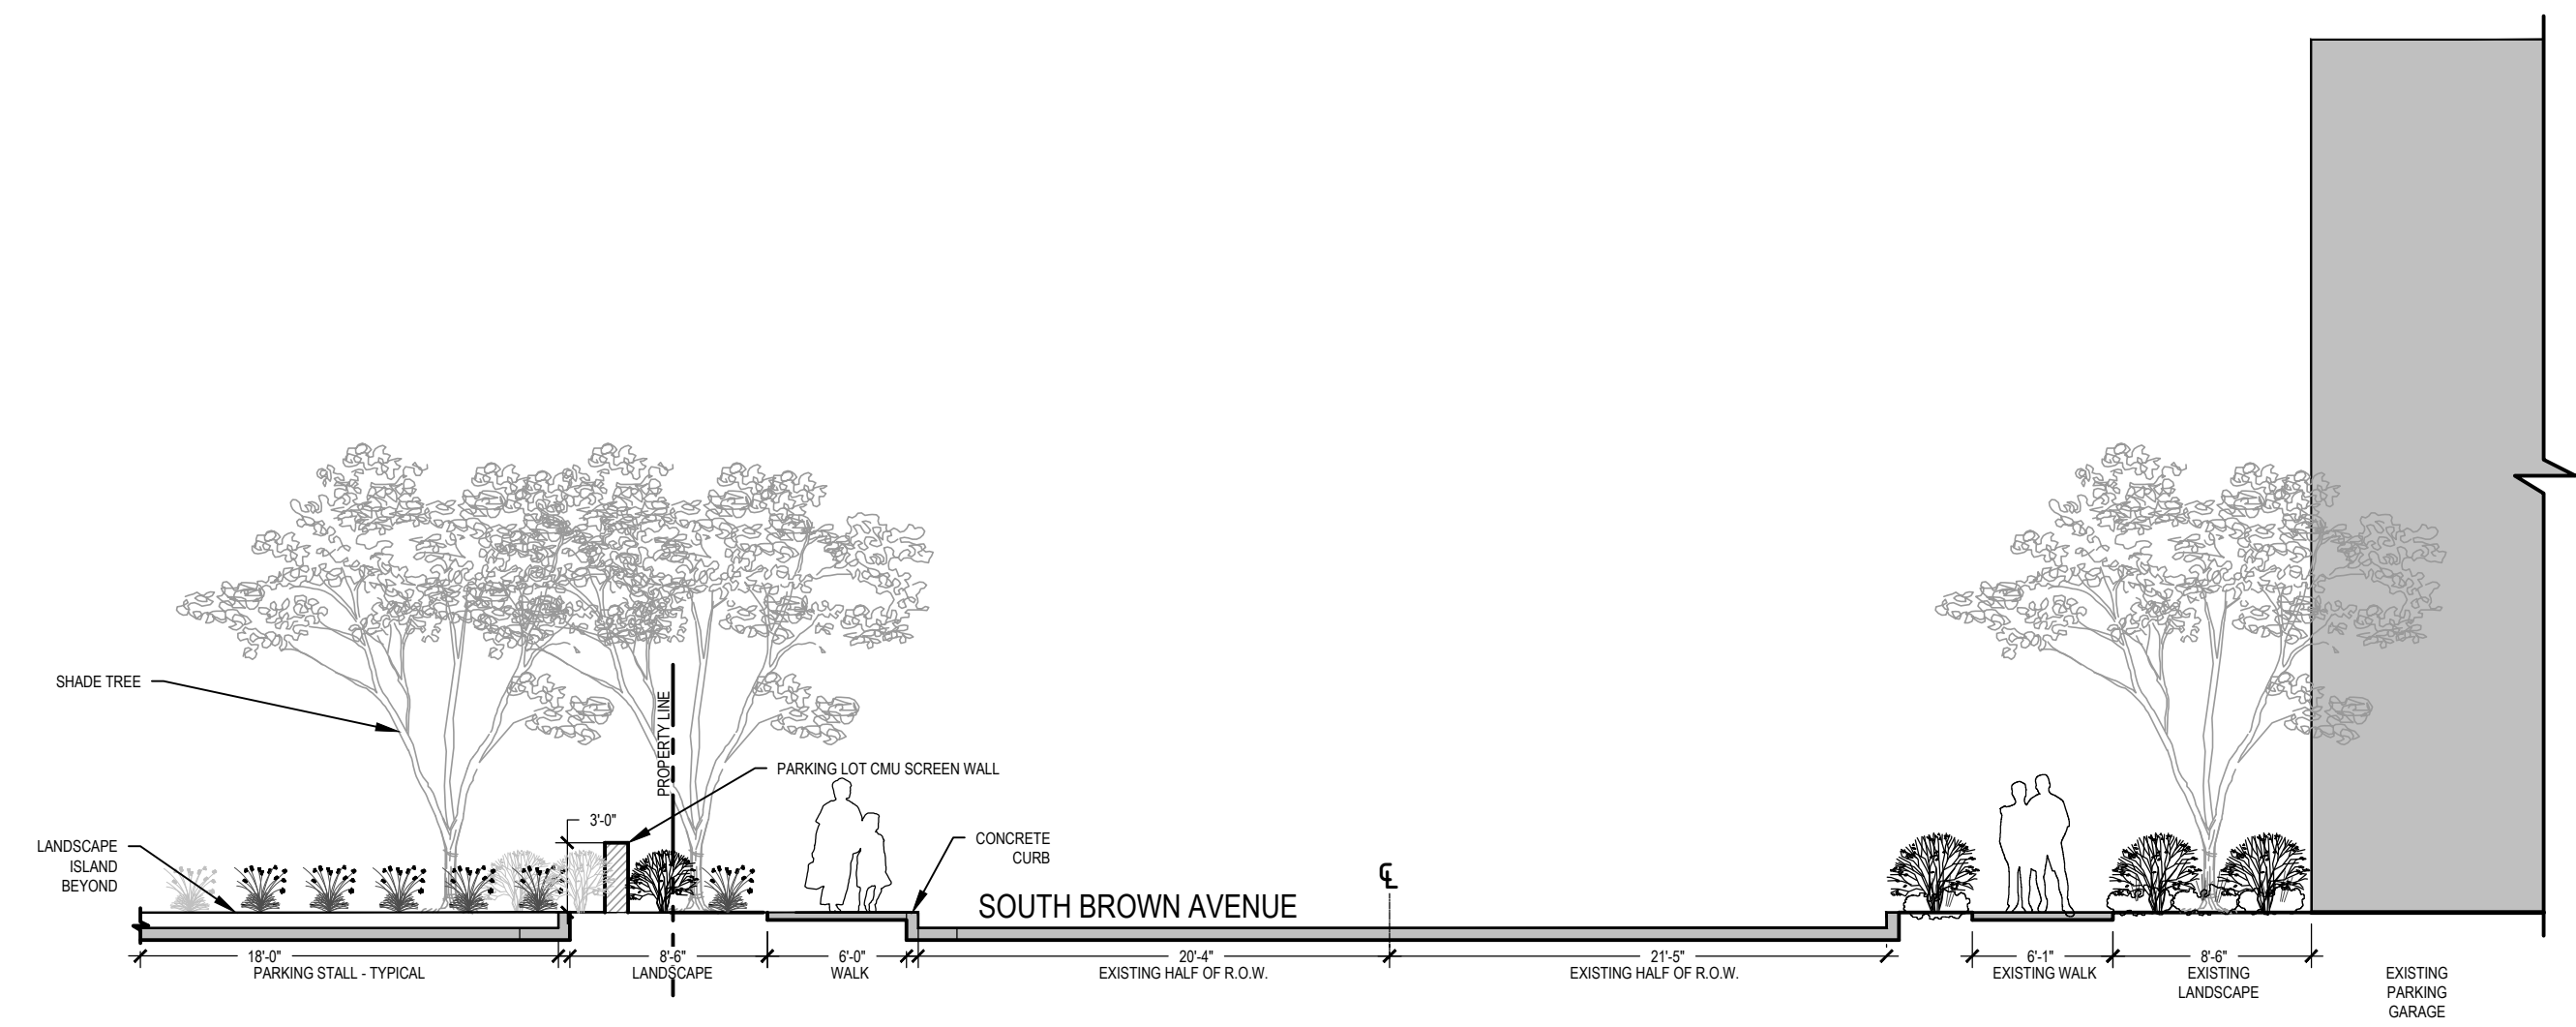 SHADE TREE
PROPERTY LINE
PARKING LOT CMU SCREEN WALL
3'-0"
LANDSCAPE
ISLAND
BEYOND
CONCRETE
CURB
SOUTH BROWN AVENUE
℄
18'-0"
PARKING STALL - TYPICAL
8'-6"
LANDSCAPE
6'-0"
WALK
20'-4"
EXISTING HALF OF R.O.W.
21'-5"
EXISTING HALF OF R.O.W.
6'-1"
EXISTING WALK
8'-6"
EXISTING
LANDSCAPE
EXISTING
PARKING
GARAGE